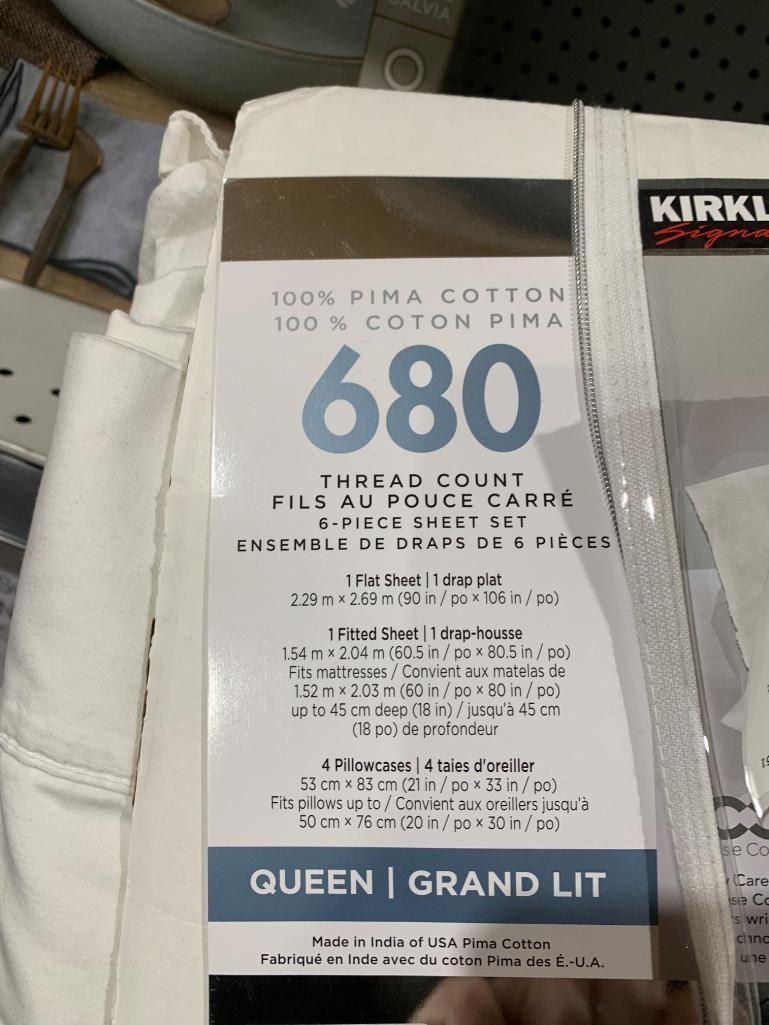 100% PIMA COTTON
100 % COTON PIMA
680
THREAD COUNT
FILS AU POUCE CARRÉ
6-PIECE SHEET SET
ENSEMBLE DE DRAPS DE 6 PIÈCES
1 Flat Sheet | 1 drap plat
2.29 m × 2.69 m (90 in / po × 106 in / po)
1 Fitted Sheet | 1 drap-housse
1.54 m × 2.04 m (60.5 in / po × 80.5 in / po)
Fits mattresses / Convient aux matelas de
1.52 m × 2.03 m (60 in / po × 80 in / po)
up to 45 cm deep (18 in) / jusqu'à 45 cm
(18 po) de profondeur
4 Pillowcases | 4 taies d'oreiller
53 cm × 83 cm (21 in / po × 33 in / po)
Fits pillows up to / Convient aux oreillers jusqu'à
50 cm × 76 cm (20 in / po × 30 in / po)
QUEEN | GRAND LIT
Made in India of USA Pima Cotton
Fabriqué en Inde avec du coton Pima des É.-U.A.
KIRKL
Signa